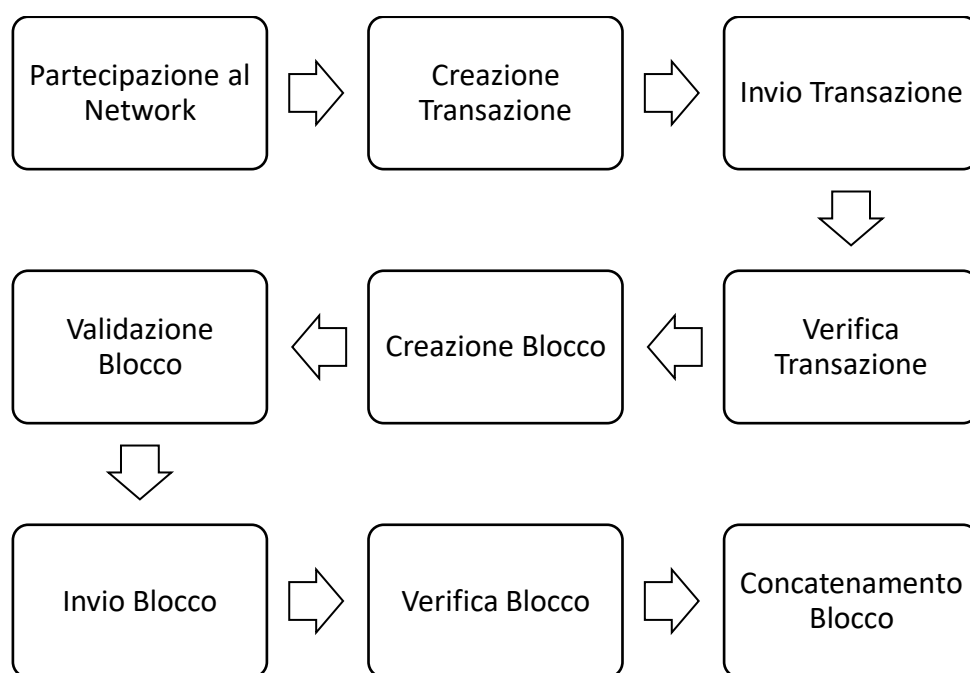 Partecipazione al
Network
Creazione
Transazione
Invio Transazione
Verifica
Transazione
Creazione Blocco
Validazione
Blocco
Invio Blocco
Verifica Blocco
Concatenamento
Blocco